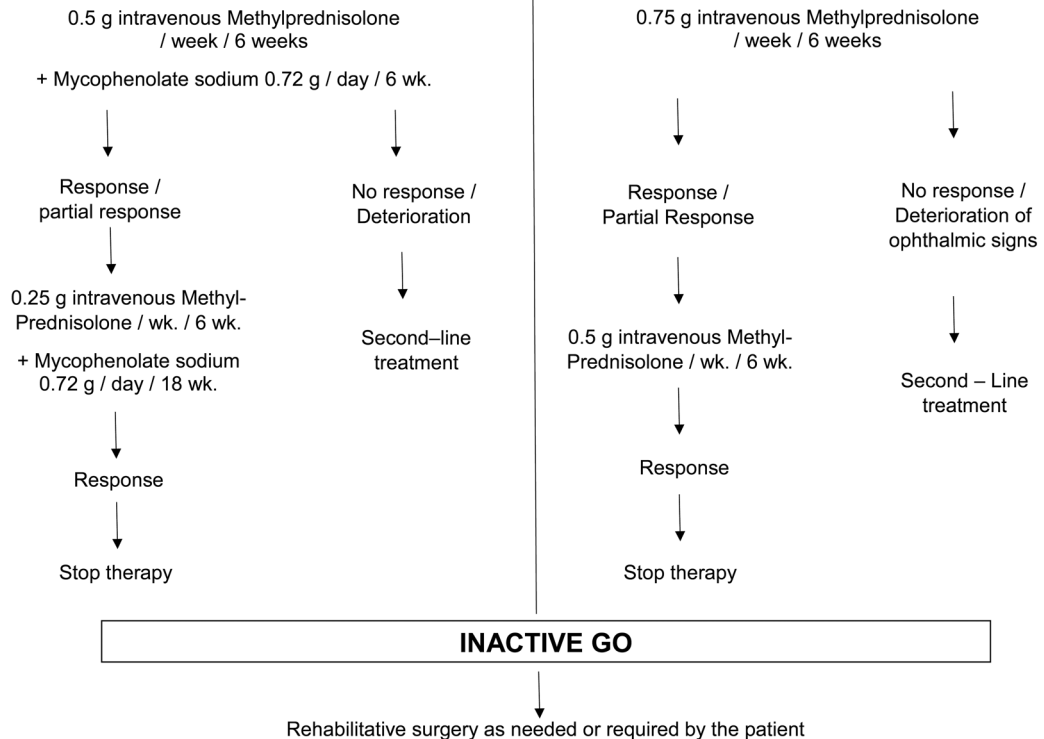 0.5 g intravenous Methylprednisolone
/ week / 6 weeks
+ Mycophenolate sodium 0.72 g / day / 6 wk.
Response /
partial response
No response /
Deterioration
0.25 g intravenous Methyl-
Prednisolone / wk. / 6 wk.
+ Mycophenolate sodium
0.72 g / day / 18 wk.
Second–line
treatment
Response
Stop therapy
0.75 g intravenous Methylprednisolone
/ week / 6 weeks
Response /
Partial Response
No response /
Deterioration of
ophthalmic signs
0.5 g intravenous Methyl-
Prednisolone / wk. / 6 wk.
Second – Line
treatment
Response
Stop therapy
INACTIVE GO
Rehabilitative surgery as needed or required by the patient